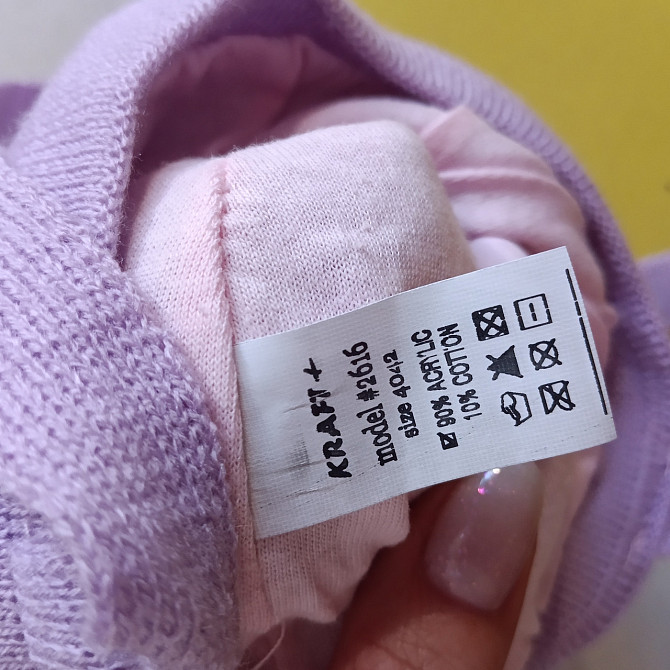 KRAFT+
model #2616
size 40-42
☑ 90% ACRYLIC
10% COTTON